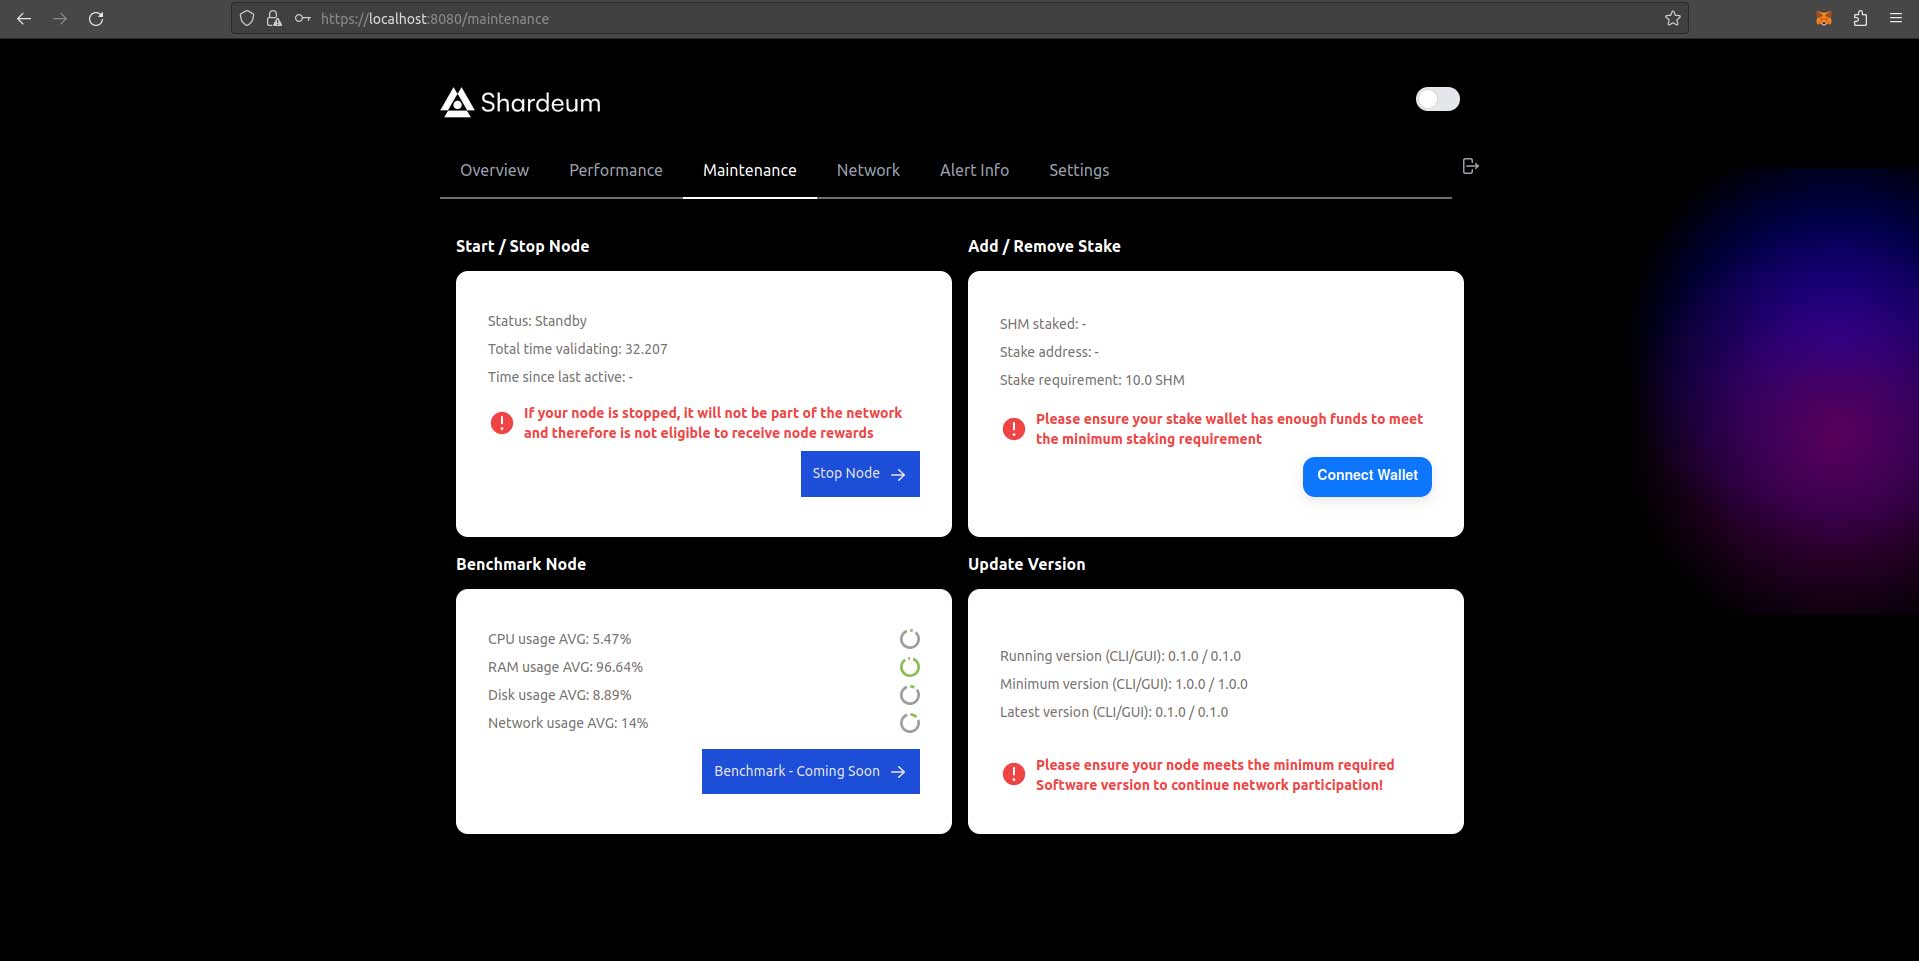 https://localhost:8080/maintenance
Shardeum
Overview Performance Maintenance Network Alert Info Settings
Start / Stop Node
Status: Standby
Total time validating: 32.207
Time since last active: -
If your node is stopped, it will not be part of the network
and therefore is not eligible to receive node rewards
Stop Node
Add / Remove Stake
SHM staked: -
Stake address: -
Stake requirement: 10.0 SHM
Please ensure your stake wallet has enough funds to meet
the minimum staking requirement
Connect Wallet
Benchmark Node
CPU usage AVG: 5.47%
RAM usage AVG: 96.64%
Disk usage AVG: 8.89%
Network usage AVG: 14%
Benchmark - Coming Soon
Update Version
Running version (CLI/GUI): 0.1.0 / 0.1.0
Minimum version (CLI/GUI): 1.0.0 / 1.0.0
Latest version (CLI/GUI): 0.1.0 / 0.1.0
Please ensure your node meets the minimum required
Software version to continue network participation!